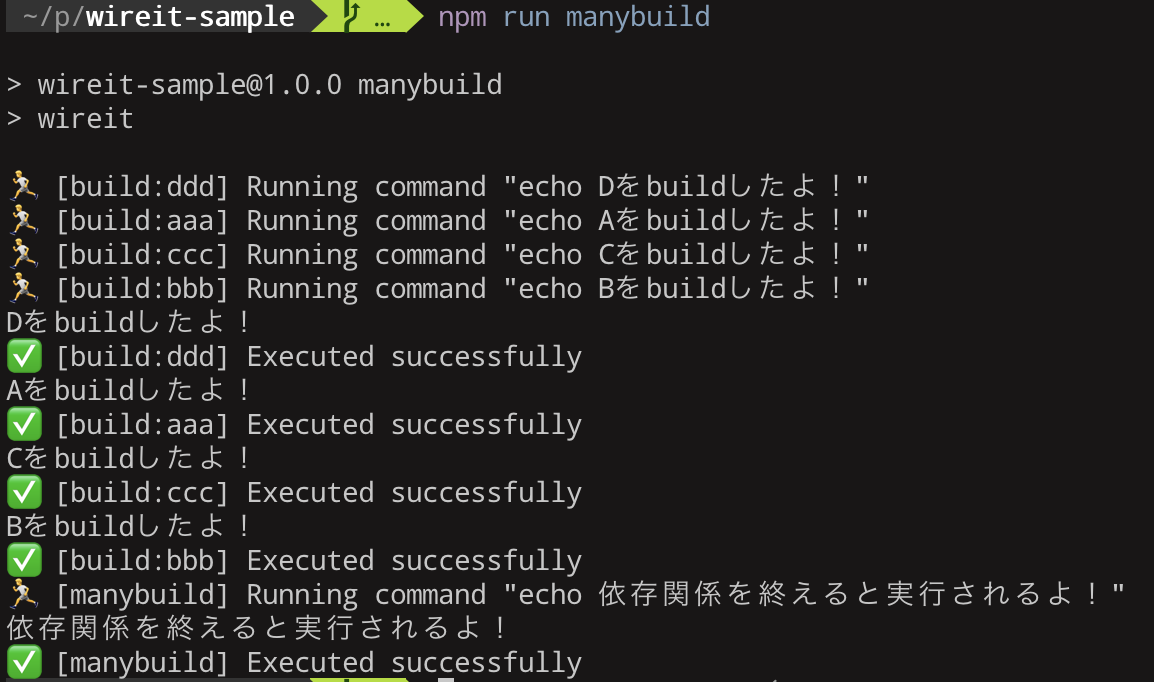 ~/p/wireit-sample … npm run manybuild
> wireit-sample@1.0.0 manybuild
> wireit
🏃 [build:ddd] Running command "echo Dをbuildしたよ！"
🏃 [build:aaa] Running command "echo Aをbuildしたよ！"
🏃 [build:ccc] Running command "echo Cをbuildしたよ！"
🏃 [build:bbb] Running command "echo Bをbuildしたよ！"
Dをbuildしたよ！
✅ [build:ddd] Executed successfully
Aをbuildしたよ！
✅ [build:aaa] Executed successfully
Cをbuildしたよ！
✅ [build:ccc] Executed successfully
Bをbuildしたよ！
✅ [build:bbb] Executed successfully
🏃 [manybuild] Running command "echo 依存関係を終えると実行されるよ！"
依存関係を終えると実行されるよ！
✅ [manybuild] Executed successfully